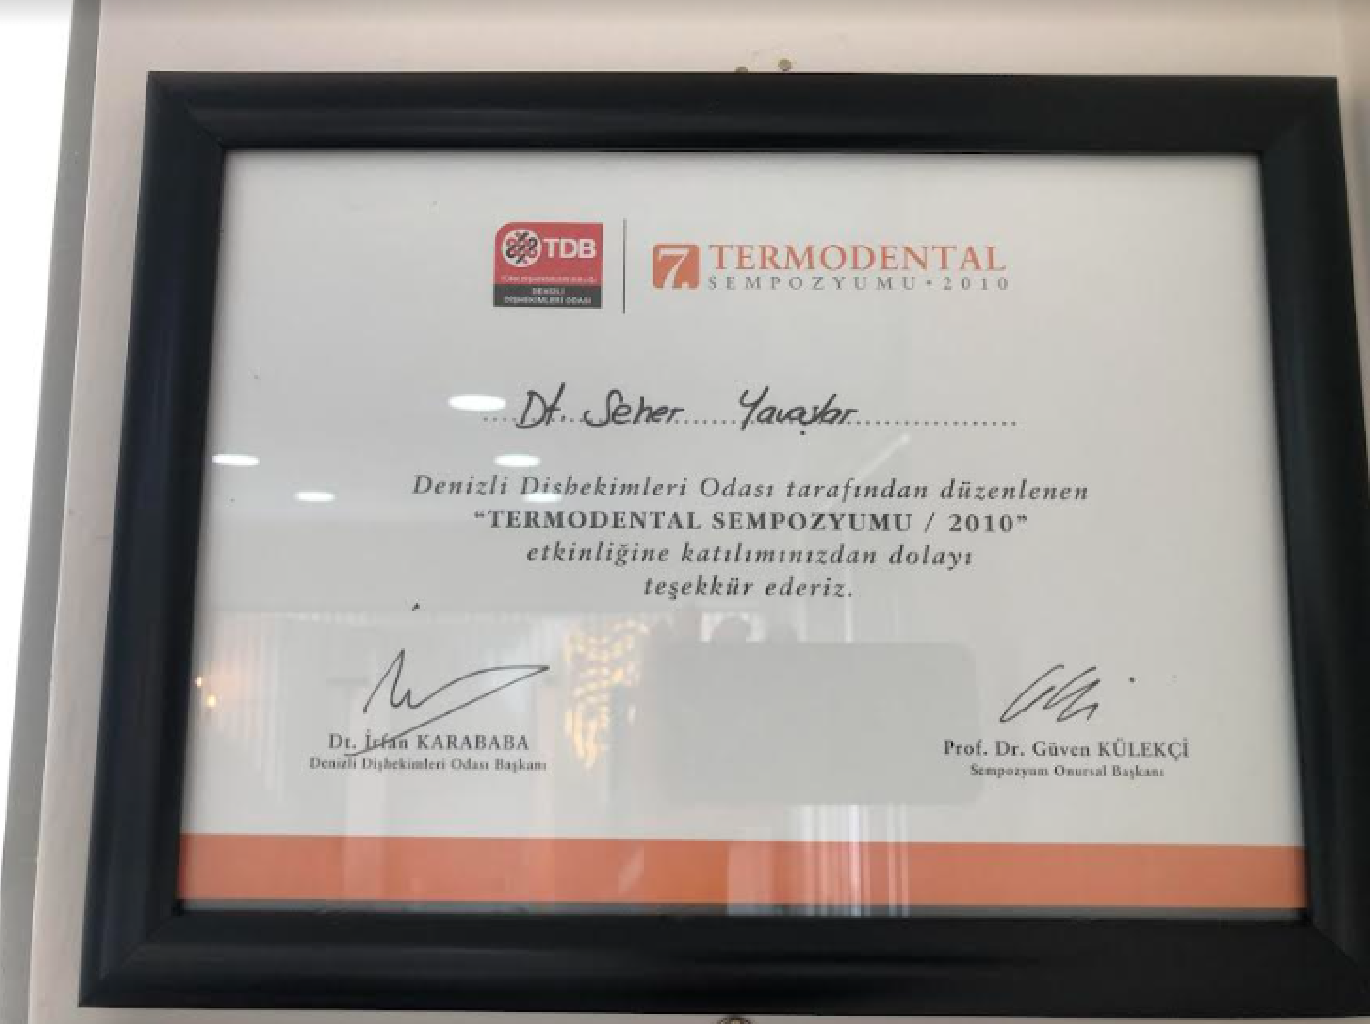 TDB
DENİZLİ
DİŞHEKİMLERİ ODASI
7. TERMODENTAL
SEMPOZYUMU • 2010
Dt. Seher Yavaşlar
Denizli Dişhekimleri Odası tarafından düzenlenen
“TERMODENTAL SEMPOZYUMU / 2010”
etkinliğine katılımınızdan dolayı
teşekkür ederiz.
Dt. İrfan KARABABA
Denizli Dişhekimleri Odası Başkanı
Prof. Dr. Güven KÜLEKÇİ
Sempozyum Onursal Başkanı